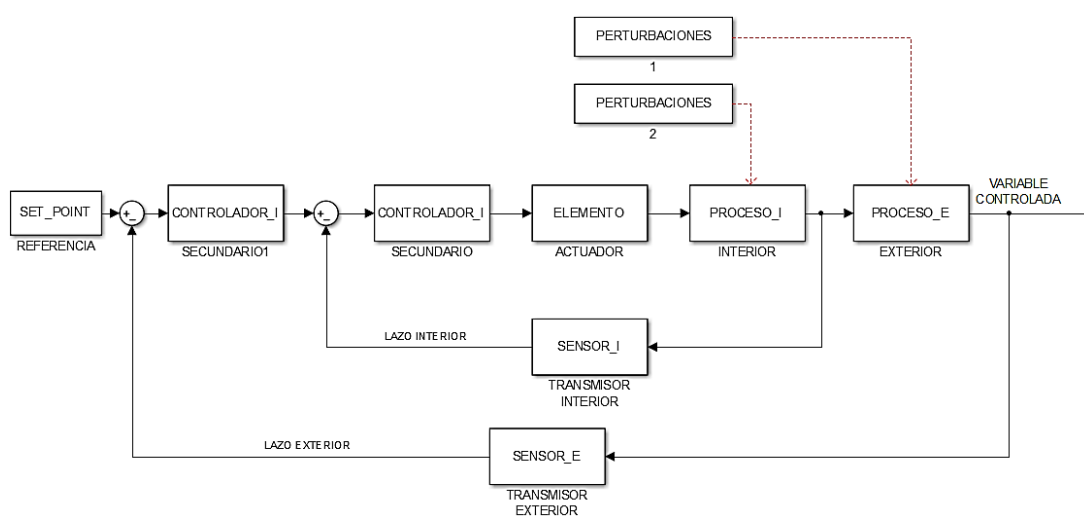 PERTURBACIONES
1
PERTURBACIONES
2
VARIABLE
CONTROLADA
SET_POINT
REFERENCIA
+
-
CONTROLADOR_I
SECUNDARIO1
+
-
CONTROLADOR_I
SECUNDARIO
ELEMENTO
ACTUADOR
PROCESO_I
INTERIOR
PROCESO_E
EXTERIOR
LAZO INTERIOR
SENSOR_I
TRANSMISOR
INTERIOR
LAZO EXTERIOR
SENSOR_E
TRANSMISOR
EXTERIOR